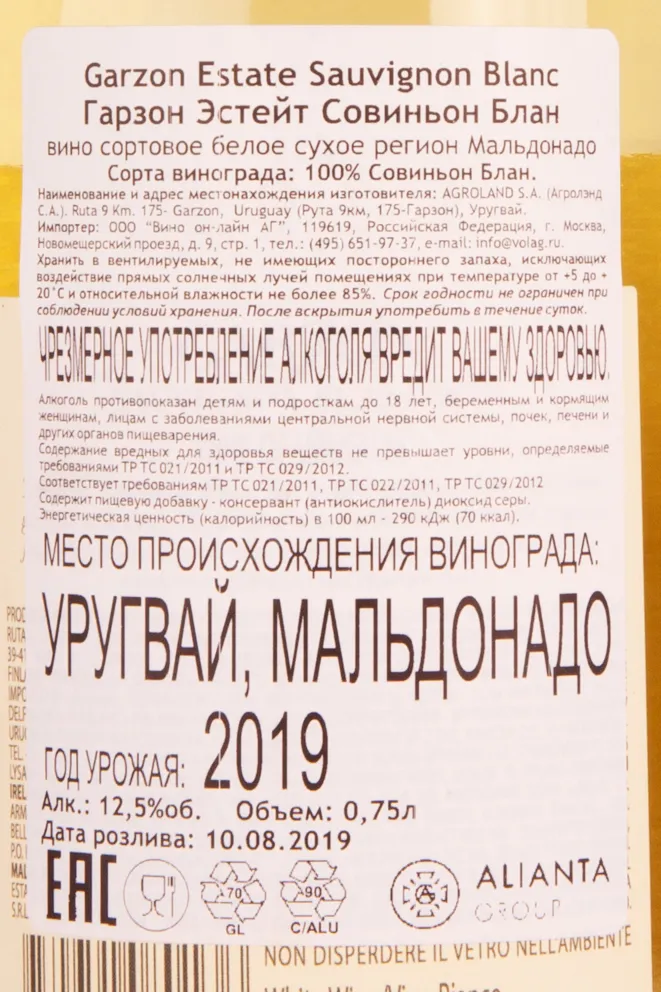 Garzon Estate Sauvignon Blanc
Гарзон Эстейт Совиньон Блан
вино сортовое белое сухое регион Мальдонадо
Сорта винограда: 100% Совиньон Блан.
Наименование и адрес местонахождения изготовителя: AGROLAND S.A. (Агролэнд
С.А.). Ruta 9 Km. 175- Garzon, Uruguay (Рута 9км, 175-Гарзон), Уругвай.
Импортер: ООО "Вино он-лайн АГ", 119619, Российская Федерация, г. Москва,
Новомещерский проезд, д. 9, стр. 1, тел.: (495) 651-97-37, e-mail: info@volag.ru.
Хранить в вентилируемых, не имеющих постороннего запаха, исключающих
воздействие прямых солнечных лучей помещениях при температуре от +5 до +
20°С и относительной влажности не более 85%. Срок годности не ограничен при
соблюдении условий хранения. После вскрытия употребить в течение суток.
ЧРЕЗМЕРНОЕ УПОТРЕБЛЕНИЕ АЛКОГОЛЯ ВРЕДИТ ВАШЕМУ ЗДОРОВЬЮ.
Алкоголь противопоказан детям и подросткам до 18 лет, беременным и кормящим
женщинам, лицам с заболеваниями центральной нервной системы, почек, печени и
других органов пищеварения.
Содержание вредных для здоровья веществ не превышает уровни, определяемые
требованиями ТР ТС 021/2011 и ТР ТС 029/2012.
Соответствует требованиям ТР ТС 021/2011, ТР ТС 022/2011, ТР ТС 029/2012
Содержит пищевую добавку - консервант (антиокислитель) диоксид серы.
Энергетическая ценность (калорийность) в 100 мл - 290 кДж (70 ккал).
МЕСТО ПРОИСХОЖДЕНИЯ ВИНОГРАДА:
УРУГВАЙ, МАЛЬДОНАДО
ГОД УРОЖАЯ: 2019
Алк.: 12,5%об. Объем: 0,75л
Дата розлива: 10.08.2019
EAC
70
GL
90
C/ALU
ALIANTA
GROUP
NON DISPERDERE IL VETRO NELL'AMBIENTE